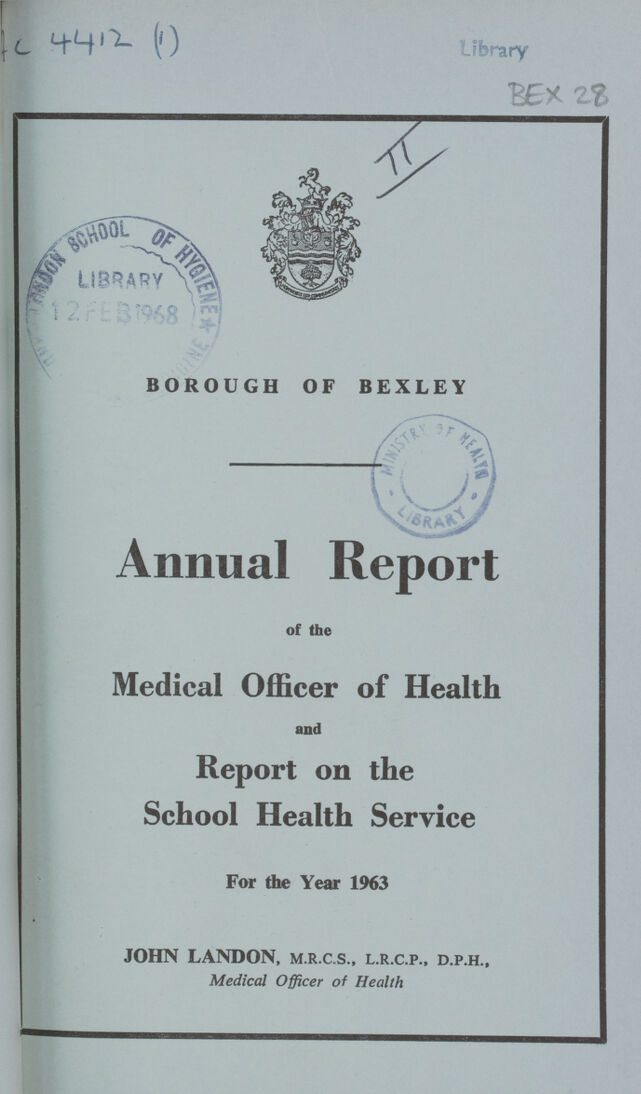 AC 4412 (1)
Library
BEX 28
II
LONDON SCHOOL OF HYGIENE
LIBRARY
12 FEB 1968
BOROUGH OF BEXLEY
MINISTRY OF HEALTH
LIBRARY
Annual Report
of the
Medical Officer of Health
and
Report on the
School Health Service
For the Year 1963
JOHN LANDON, M.R.C.S., L.R.C.P., D.P.H.,
Medical Officer of Health